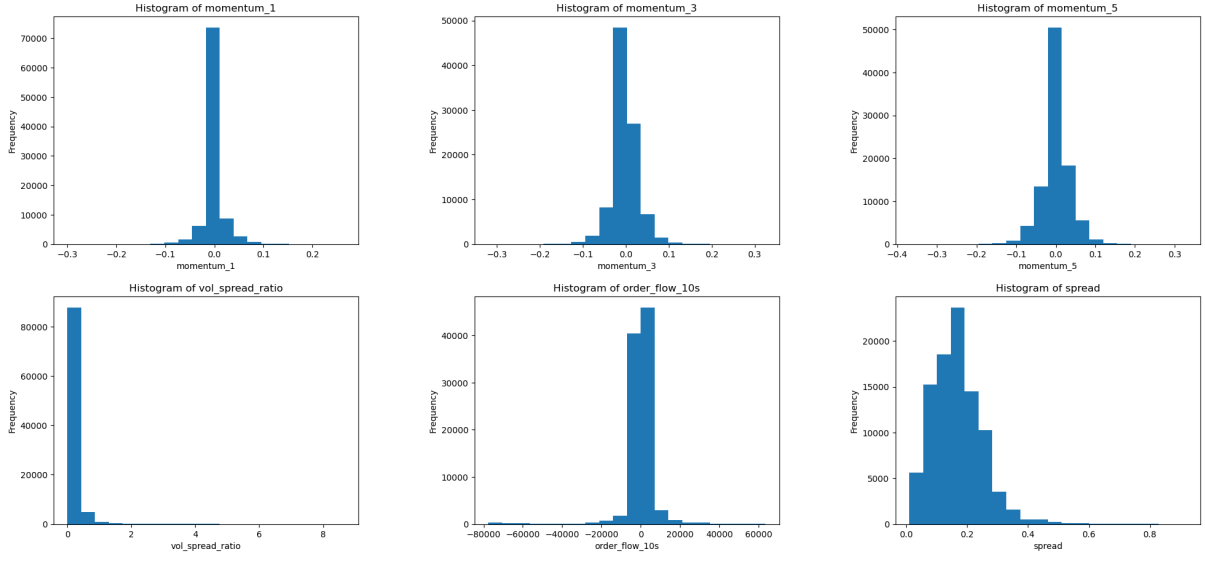 Histogram of momentum_1
Frequency
70000
60000
50000
40000
30000
20000
10000
0
−0.3 −0.2 −0.1 0.0 0.1 0.2
momentum_1
Histogram of momentum_3
Frequency
50000
40000
30000
20000
10000
0
−0.3 −0.2 −0.1 0.0 0.1 0.2 0.3
momentum_3
Histogram of momentum_5
Frequency
50000
40000
30000
20000
10000
0
−0.4 −0.3 −0.2 −0.1 0.0 0.1 0.2 0.3
momentum_5
Histogram of vol_spread_ratio
Frequency
80000
60000
40000
20000
0
0 2 4 6 8
vol_spread_ratio
Histogram of order_flow_10s
Frequency
40000
30000
20000
10000
0
−80000 −60000 −40000 −20000 0 20000 40000 60000
order_flow_10s
Histogram of spread
Frequency
20000
15000
10000
5000
0
0.0 0.2 0.4 0.6 0.8
spread